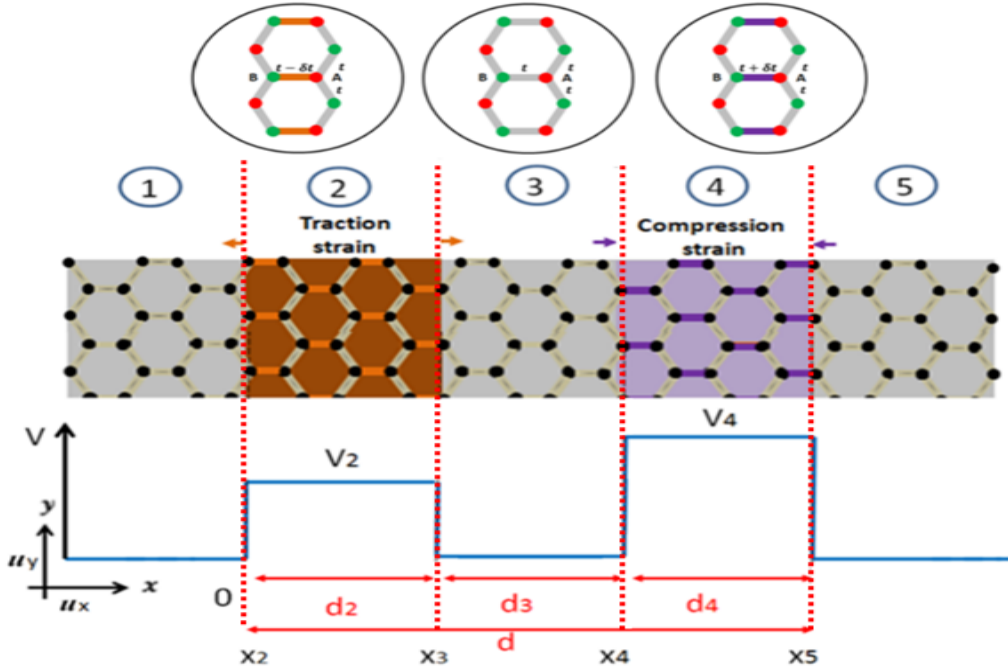 t − δt
t
t
B
A
t
t
t
B
A
t
t + δt
t
B
A
t
1
2
3
4
5
Traction
strain
Compression
strain
V
V2
V4
y
uy
x
ux
0
d2
d3
d4
d
x2
x3
x4
x5